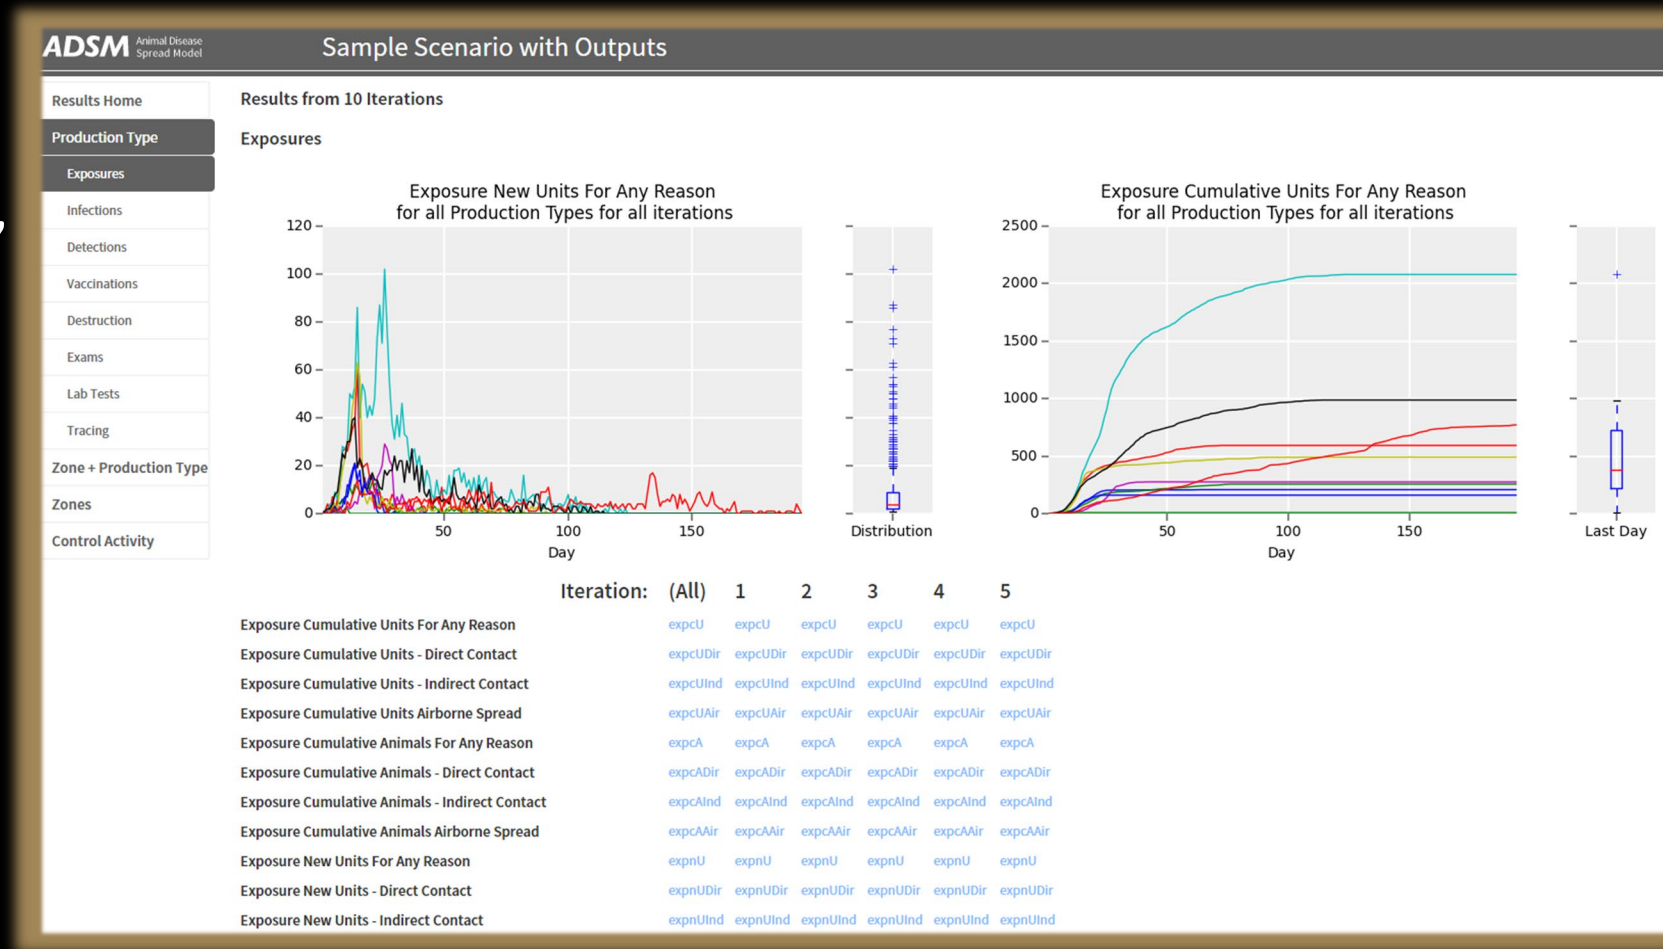 ADSM Animal Disease
Spread Model
Sample Scenario with Outputs
Results Home
Production Type
Exposures
Infections
Detections
Vaccinations
Destruction
Exams
Lab Tests
Tracing
Zone + Production Type
Zones
Control Activity
Results from 10 Iterations
Exposures
Exposure New Units For Any Reason
for all Production Types for all iterations
120
100
80
60
40
20
0
50 100 150
Day
Distribution
Exposure Cumulative Units For Any Reason
for all Production Types for all iterations
2500
2000
1500
1000
500
0
50 100 150
Day
Last Day
Iteration: (All) 1 2 3 4 5
Exposure Cumulative Units For Any Reason expcU expcU expcU expcU expcU expcU
Exposure Cumulative Units - Direct Contact expcUDir expcUDir expcUDir expcUDir expcUDir expcUDir
Exposure Cumulative Units - Indirect Contact expcUInd expcUInd expcUInd expcUInd expcUInd expcUInd
Exposure Cumulative Units Airborne Spread expcUAir expcUAir expcUAir expcUAir expcUAir expcUAir
Exposure Cumulative Animals For Any Reason expcA expcA expcA expcA expcA expcA
Exposure Cumulative Animals - Direct Contact expcADir expcADir expcADir expcADir expcADir expcADir
Exposure Cumulative Animals - Indirect Contact expcAInd expcAInd expcAInd expcAInd expcAInd expcAInd
Exposure Cumulative Animals Airborne Spread expcAAir expcAAir expcAAir expcAAir expcAAir expcAAir
Exposure New Units For Any Reason expnU expnU expnU expnU expnU expnU
Exposure New Units - Direct Contact expnUDir expnUDir expnUDir expnUDir expnUDir expnUDir
Exposure New Units - Indirect Contact expnUInd expnUInd expnUInd expnUInd expnUInd expnUInd